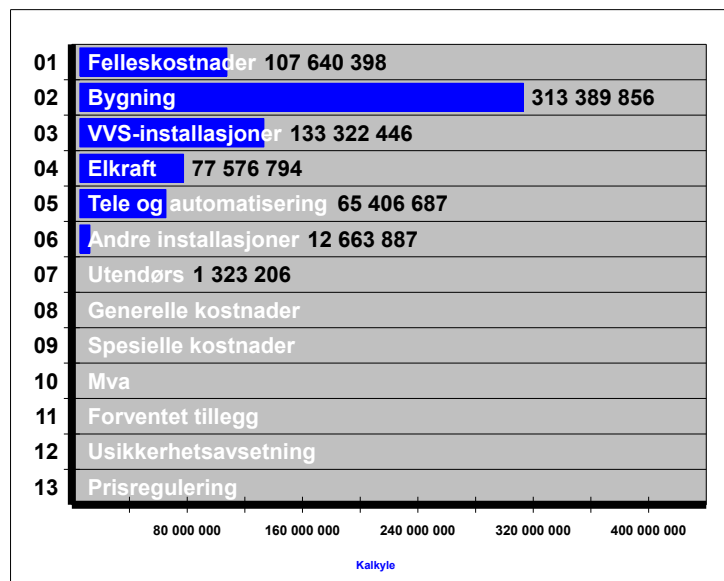 01 Felleskostnader 107 640 398
02 Bygning 313 389 856
03 VVS-installasjoner 133 322 446
04 Elkraft 77 576 794
05 Tele og automatisering 65 406 687
06 Andre installasjoner 12 663 887
07 Utendørs 1 323 206
08 Generelle kostnader
09 Spesielle kostnader
10 Mva
11 Forventet tillegg
12 Usikkerhetsavsetning
13 Prisregulering
80 000 000 160 000 000 240 000 000 320 000 000 400 000 000
Kalkyle